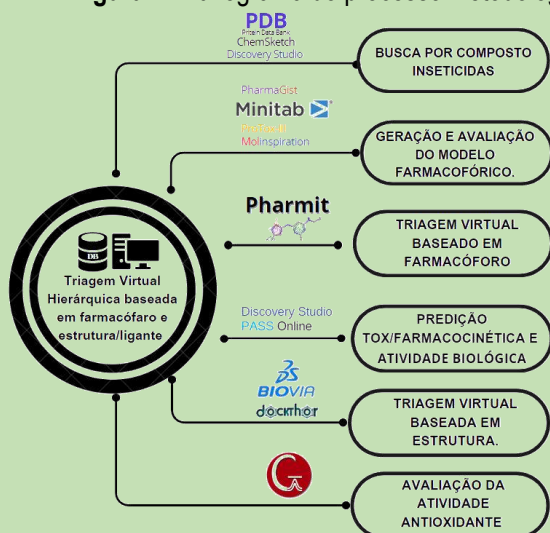 PDB
Protein Data Bank
ChemSketch
Discovery Studio
BUSCA POR COMPOSTO
INSETICIDAS
PharmaGist
Minitab
Molinspiration
GERAÇÃO E AVALIAÇÃO
DO MODELO
FARMACOFÓRICO.
Pharmit
TRIAGEM VIRTUAL
BASEADO EM
FARMACÓFORO
DB
Triagem Virtual
Hierárquica baseada
em farmacófaro e
estrutura/ligante
Discovery Studio
PASS Online
PREDIÇÃO
TOX/FARMACOCINÉTICA E
ATIVIDADE BIOLÓGICA
BIOVIA
dockthor
TRIAGEM VIRTUAL
BASEADA EM
ESTRUTURA.
G
AVALIAÇÃO DA
ATIVIDADE
ANTIOXIDANTE